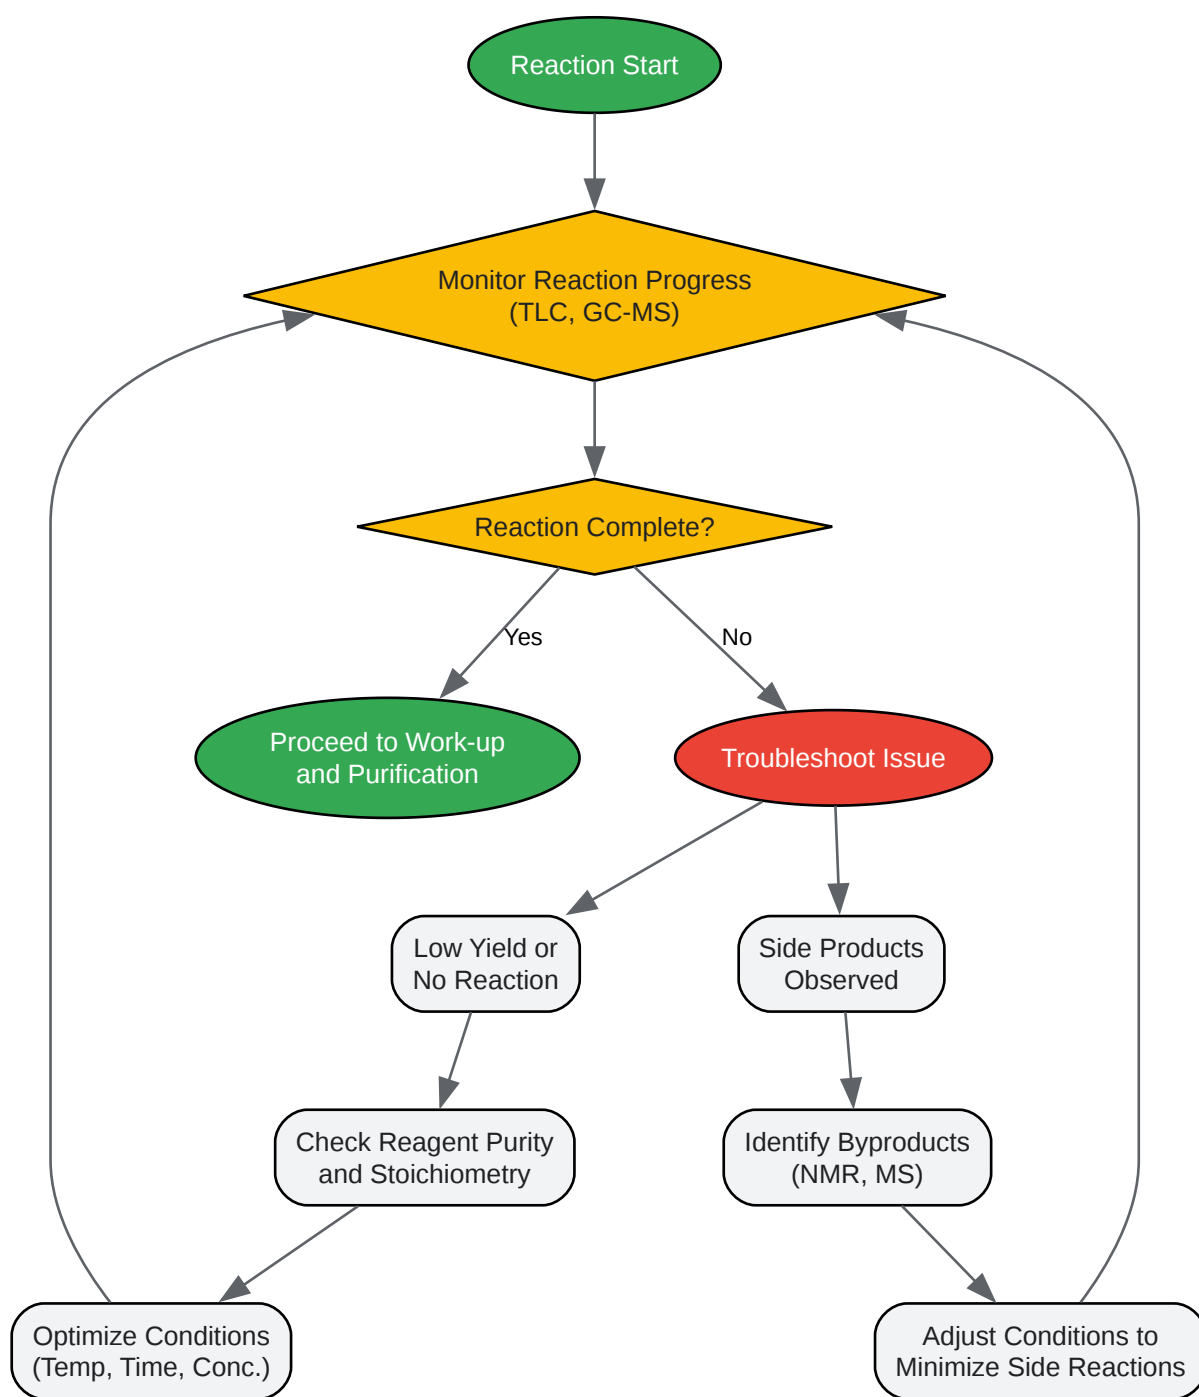 Reaction Start
Monitor Reaction Progress
(TLC, GC-MS)
Reaction Complete?
Yes
No
Proceed to Work-up
and Purification
Troubleshoot Issue
Low Yield or
No Reaction
Side Products
Observed
Check Reagent Purity
and Stoichiometry
Identify Byproducts
(NMR, MS)
Optimize Conditions
(Temp, Time, Conc.)
Adjust Conditions to
Minimize Side Reactions